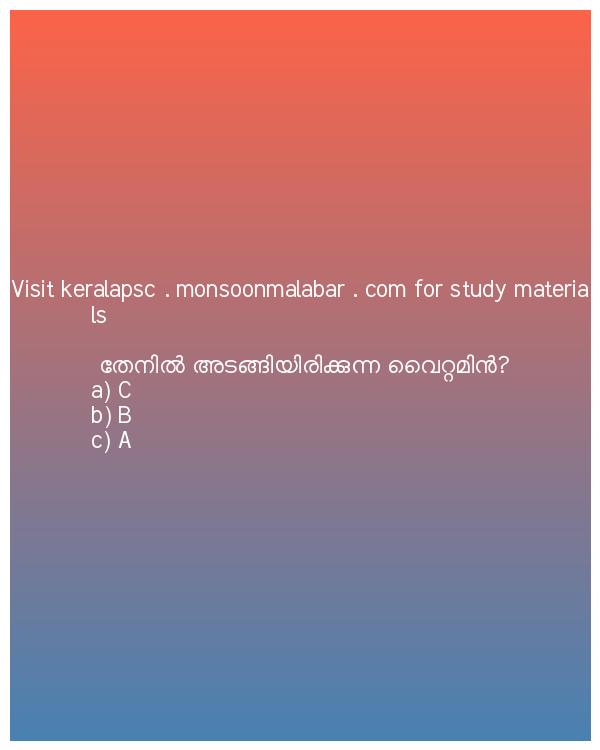 Visit keralapsc . monsoonmalabar . com for study materia
ls
തേനിൽ അടങ്ങിയിരിക്കുന്ന വൈറ്റമിൻ?
a) C
b) B
c) A